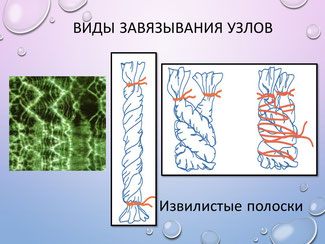 ВИДЫ ЗАВЯЗЫВАНИЯ УЗЛОВ
Извилистые полоски